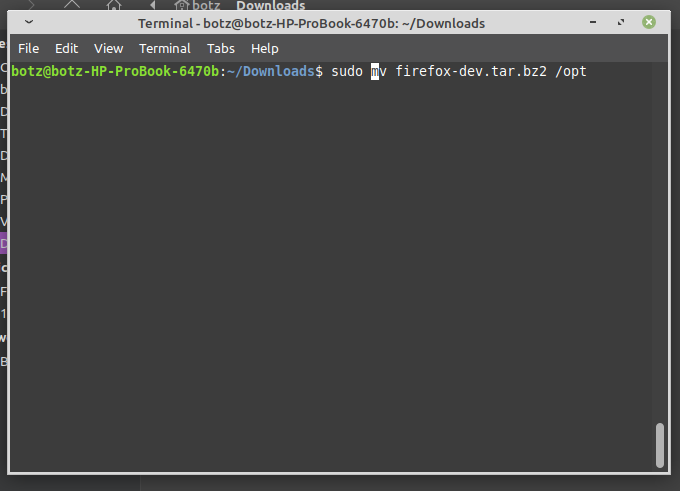 botz Downloads
Terminal - botz@botz-HP-ProBook-6470b: ~/Downloads
File Edit View Terminal Tabs Help
botz@botz-HP-ProBook-6470b:~/Downloads$ sudo mv firefox-dev.tar.bz2 /opt